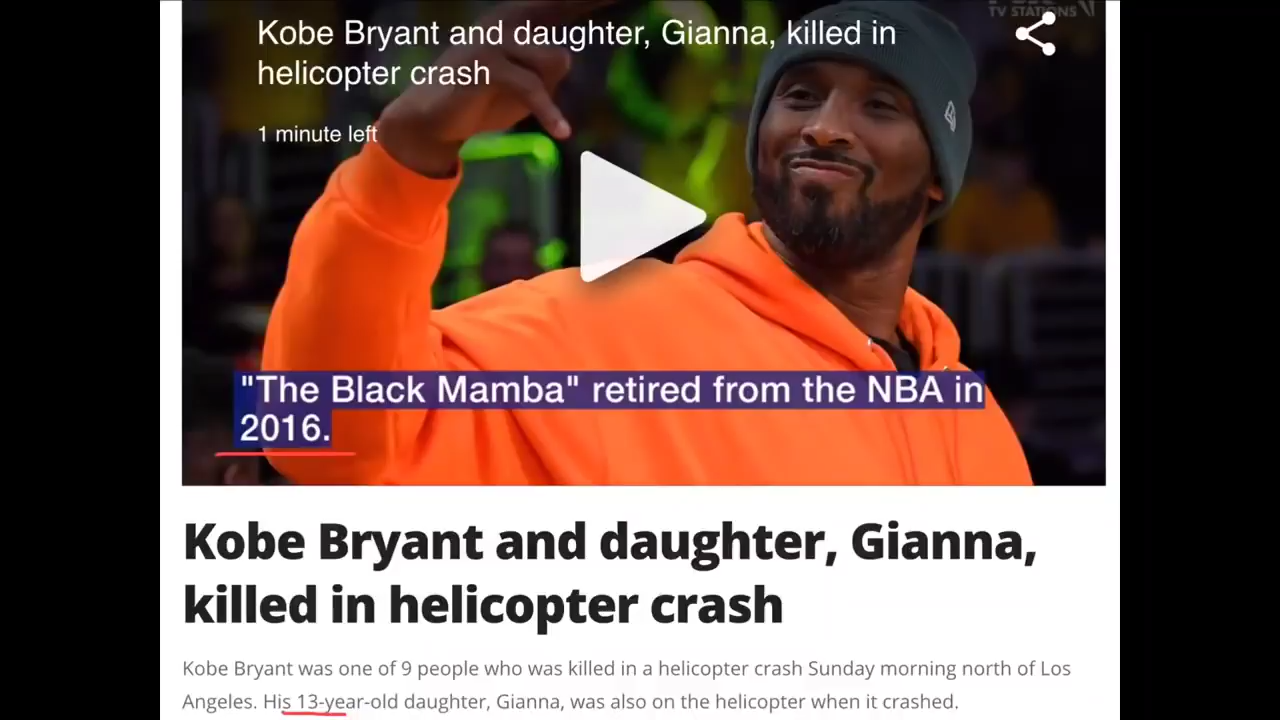 TV STATIONS
Kobe Bryant and daughter, Gianna, killed in
helicopter crash
1 minute left
"The Black Mamba" retired from the NBA in
2016.
Kobe Bryant and daughter, Gianna,
killed in helicopter crash
Kobe Bryant was one of 9 people who was killed in a helicopter crash Sunday morning north of Los
Angeles. His 13-year-old daughter, Gianna, was also on the helicopter when it crashed.